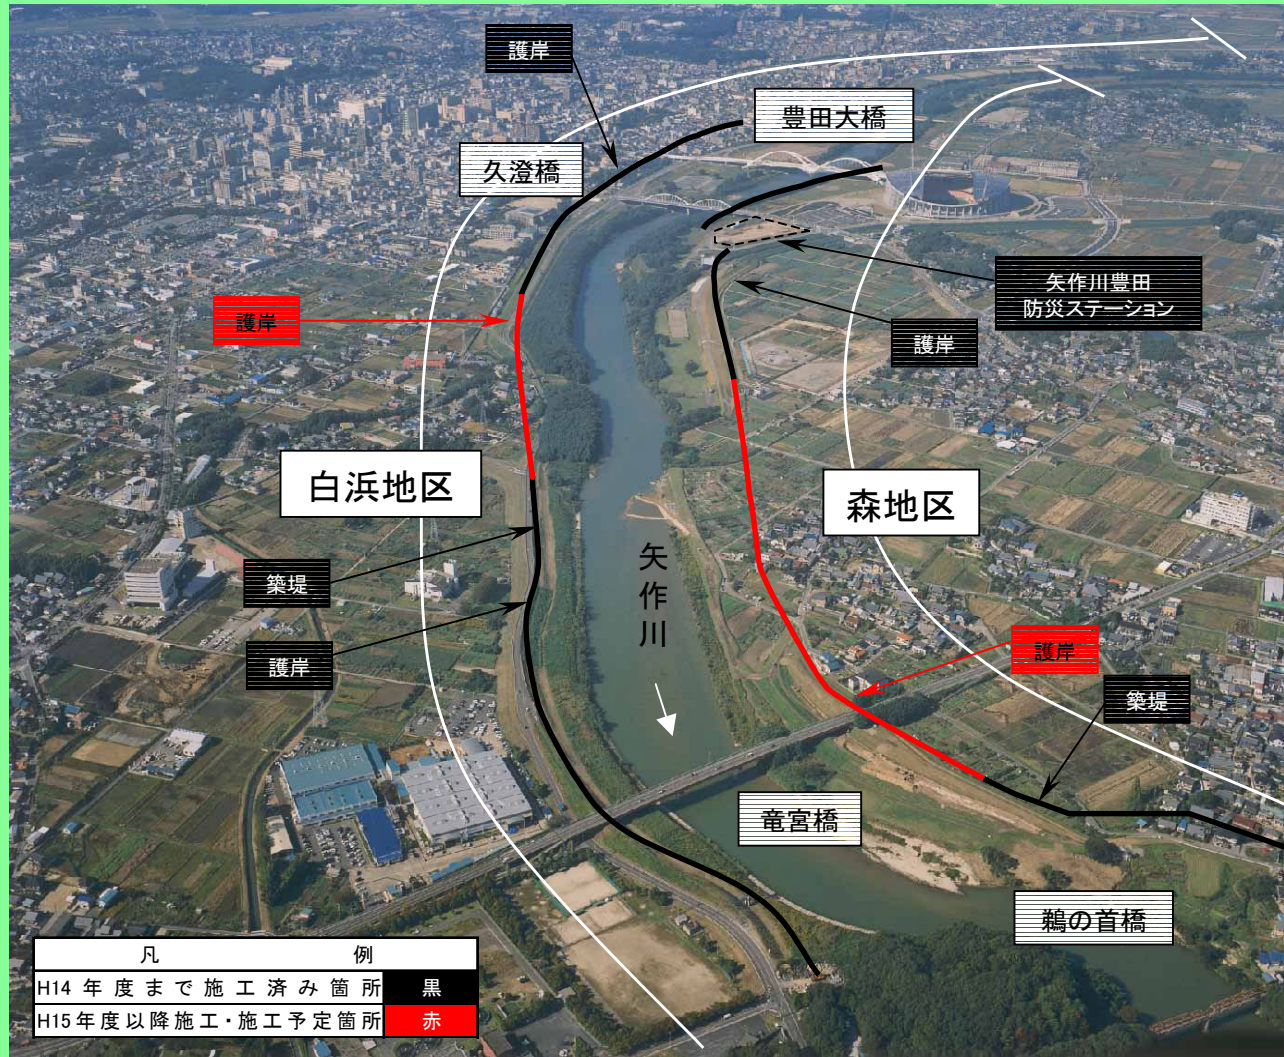 護岸
豊田大橋
久澄橋
矢作川豊田
防災ステーション
護岸
護岸
白浜地区
森地区
矢作川
築堤
護岸
護岸
築堤
竜宮橋
鵜の首橋
凡 例
H14年度まで施工済み箇所 黒
H15年度以降施工・施工予定箇所 赤